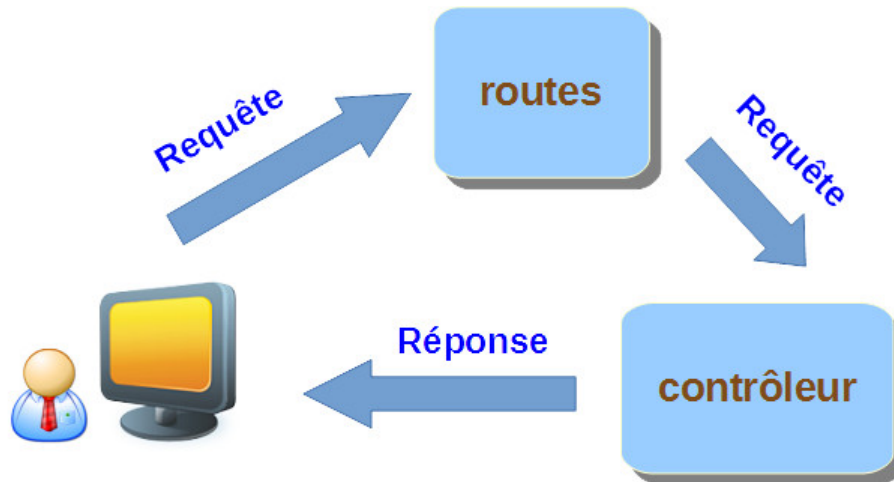 Requête
routes
Requête
Réponse
contrôleur